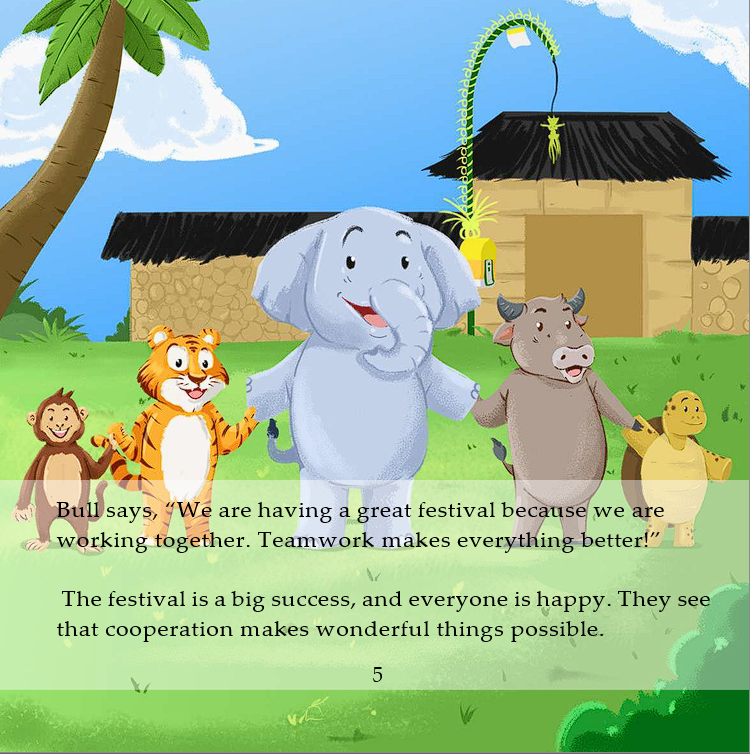 Bull says, “We are having a great festival because we are
working together. Teamwork makes everything better!”
The festival is a big success, and everyone is happy. They see
that cooperation makes wonderful things possible.
5